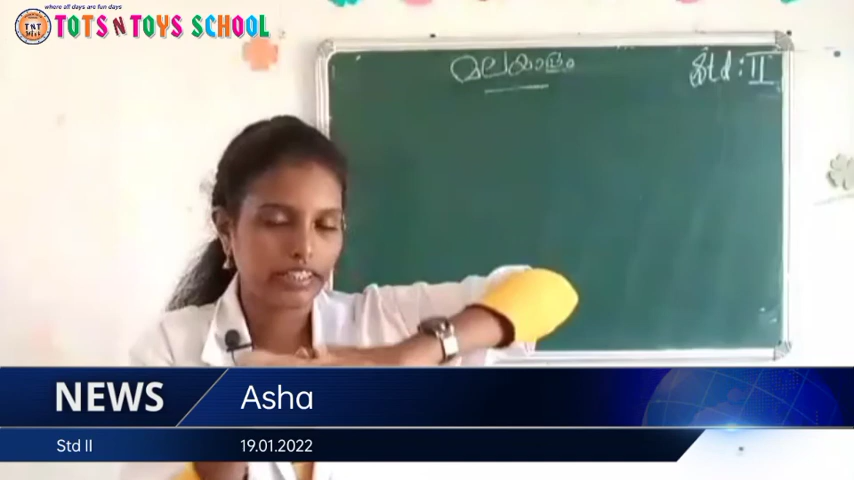 where all days are fun days
TNT
TOTS N TOYS SCHOOL
മലയാളം
Std : II
NEWS
Asha
Std II
19.01.2022